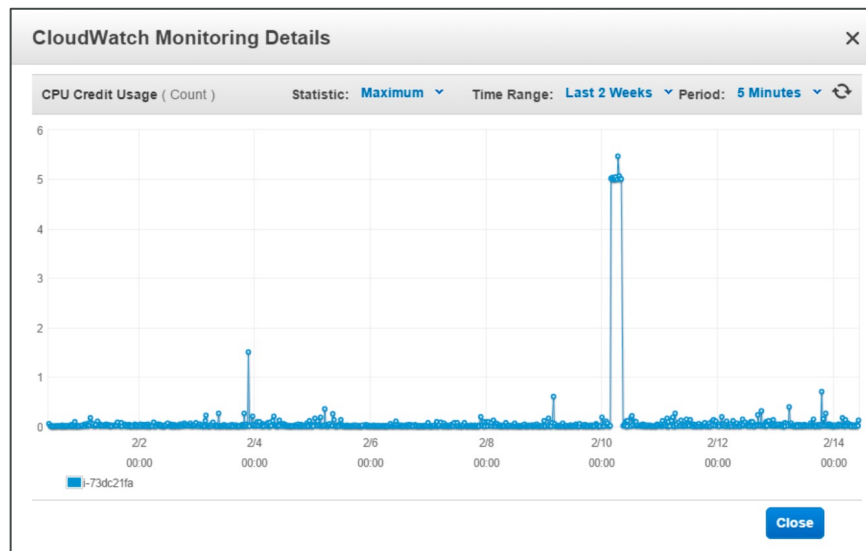 CloudWatch Monitoring Details ×
CPU Credit Usage ( Count ) Statistic: Maximum Time Range: Last 2 Weeks Period: 5 Minutes
6
5
4
3
2
1
0
2/2 2/4 2/6 2/8 2/10 2/12 2/14
00:00 00:00 00:00 00:00 00:00 00:00 00:00
i-73dc21fa
Close